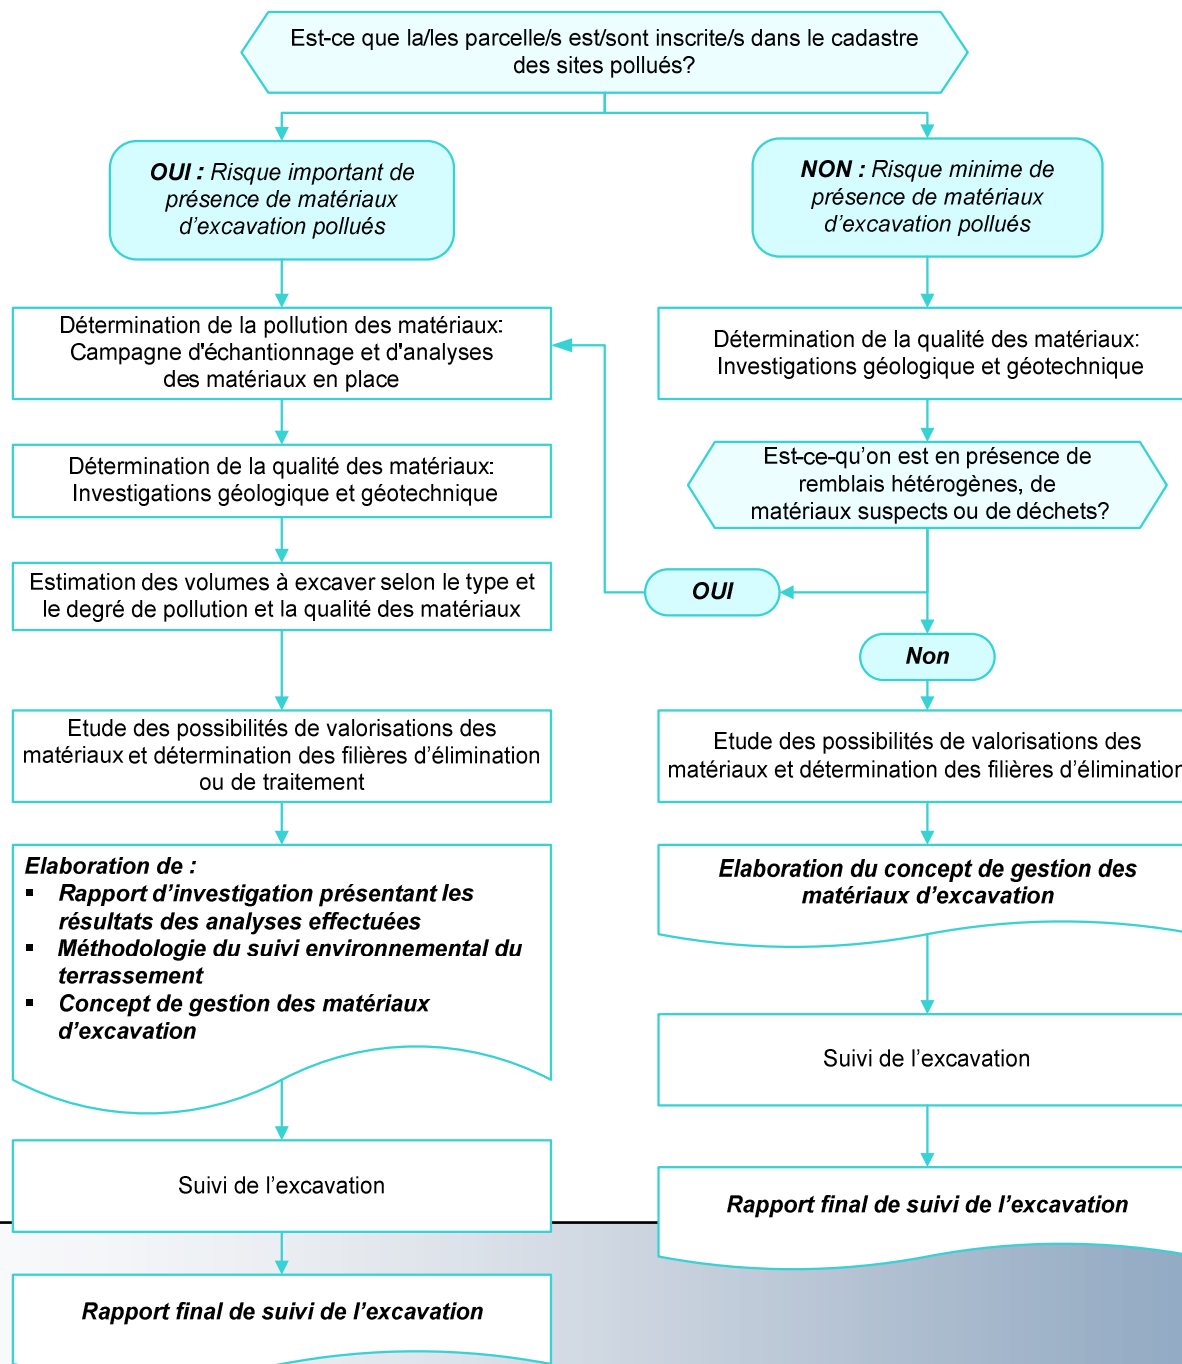 Est-ce que la/les parcelle/s est/sont inscrite/s dans le cadastre
des sites pollués?
OUI : Risque important de
présence de matériaux
d'excavation pollués
NON : Risque minime de
présence de matériaux
d'excavation pollués
Détermination de la pollution des matériaux:
Campagne d'échantionnage et d'analyses
des matériaux en place
Détermination de la qualité des matériaux:
Investigations géologique et géotechnique
Détermination de la qualité des matériaux:
Investigations géologique et géotechnique
Est-ce-qu'on est en présence de
remblais hétérogènes, de
matériaux suspects ou de déchets?
Estimation des volumes à excaver selon le type et
le degré de pollution et la qualité des matériaux
OUI
Non
Etude des possibilités de valorisations des
matériaux et détermination des filières d'élimination
ou de traitement
Etude des possibilités de valorisations des
matériaux et détermination des filières d'élimination
Elaboration de :
▪ Rapport d'investigation présentant les
résultats des analyses effectuées
▪ Méthodologie du suivi environnemental du
terrassement
▪ Concept de gestion des matériaux
d'excavation
Elaboration du concept de gestion des
matériaux d'excavation
Suivi de l'excavation
Suivi de l'excavation
Rapport final de suivi de l'excavation
Rapport final de suivi de l'excavation